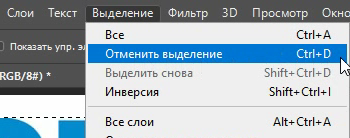 Слои Текст Выделение Фильтр 3D Просмотр Окно
Показать упр. эл
Все Ctrl+A
Отменить выделение Ctrl+D
RGB/8#) *
Выделить снова Shift+Ctrl+D
Инверсия Shift+Ctrl+I
Все слои Alt+Ctrl+A